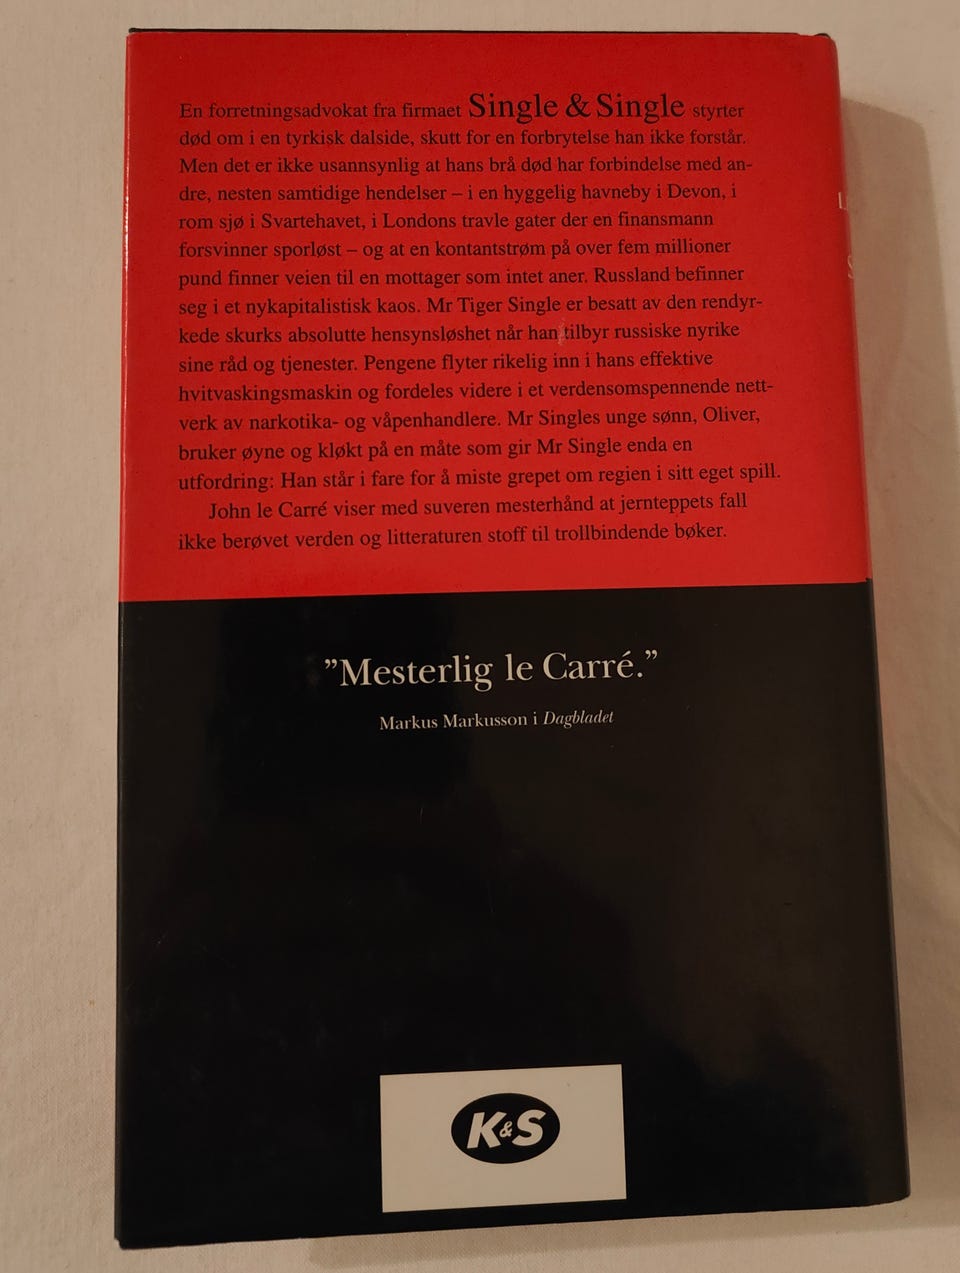 En forretningsadvokat fra firmaet Single & Single styrter
død om i en tyrkisk dalside, skutt for en forbrytelse han ikke forstår.
Men det er ikke usannsynlig at hans brå død har forbindelse med an-
dre, nesten samtidige hendelser – i en hyggelig havneby i Devon, i
rom sjø i Svartehavet, i Londons travle gater der en finansmann
forsvinner sporløst – og at en kontantstrøm på over fem millioner
pund finner veien til en mottager som intet aner. Russland befinner
seg i et nykapitalistisk kaos. Mr Tiger Single er besatt av den rendyr-
kede skurks absolutte hensynsløshet når han tilbyr russiske nyrike
sine råd og tjenester. Pengene flyter rikelig inn i hans effektive
hvitvaskingsmaskin og fordeles videre i et verdensomspennende nett-
verk av narkotika- og våpenhandlere. Mr Singles unge sønn, Oliver,
bruker øyne og kløkt på en måte som gir Mr Single enda en
utfordring: Han står i fare for å miste grepet om regien i sitt eget spill.
John le Carré viser med suveren mesterhånd at jernteppets fall
ikke berøvet verden og litteraturen stoff til trollbindende bøker.
”Mesterlig le Carré.”
Markus Markusson i Dagbladet
K&S